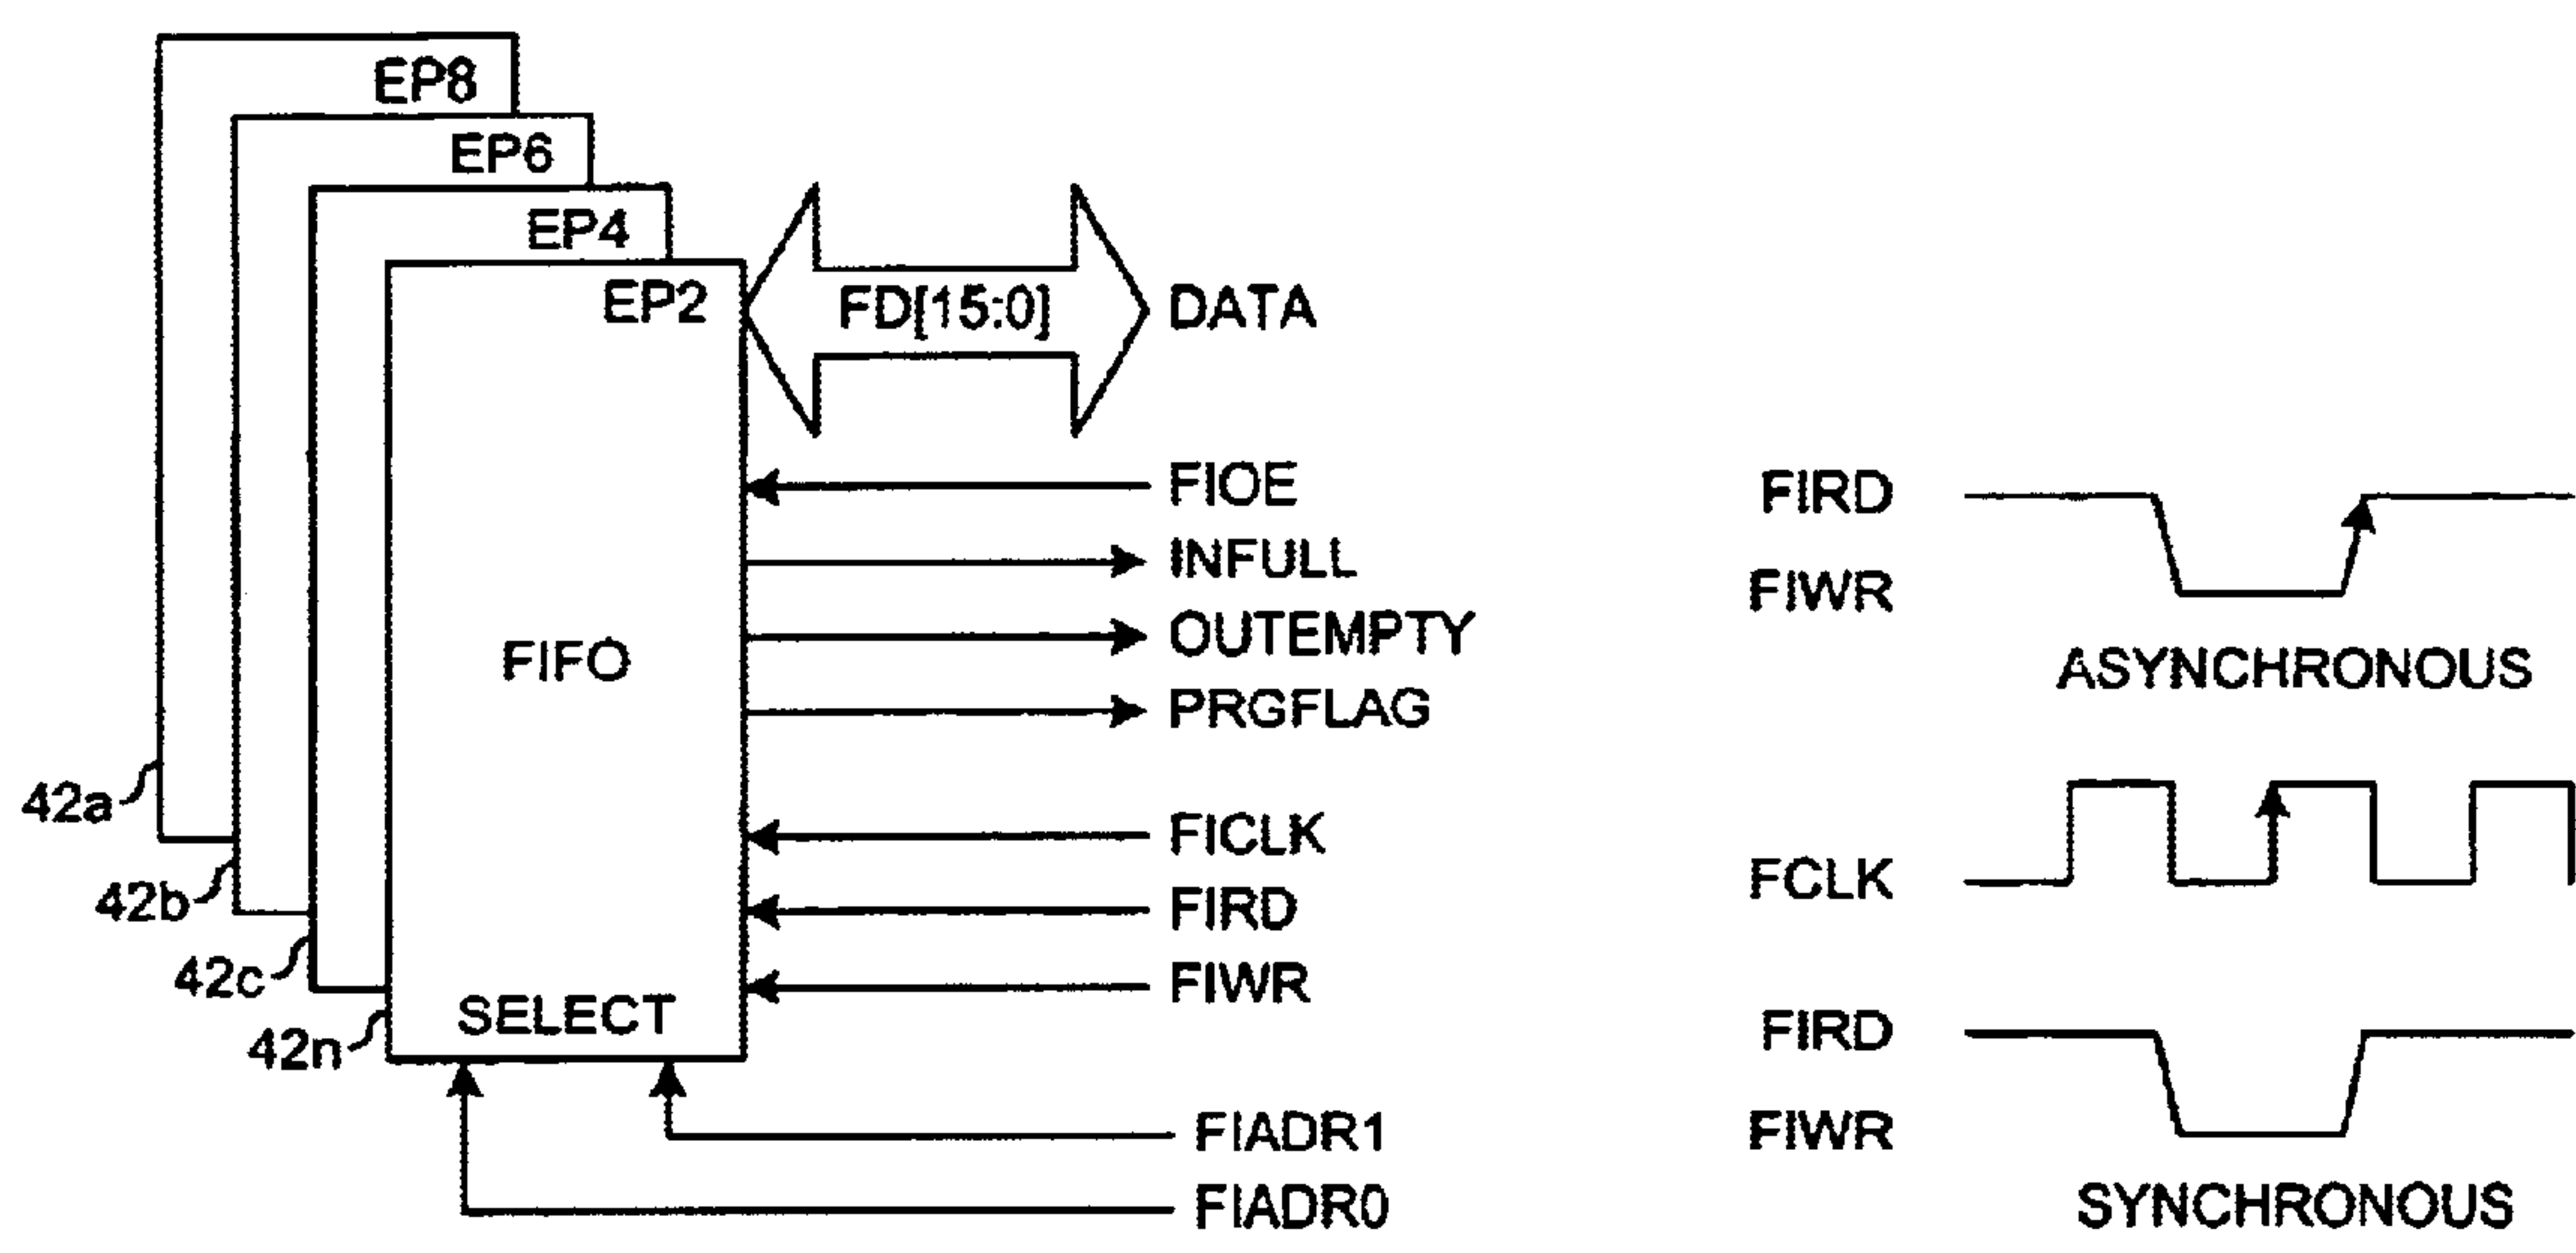 EP8
EP6
EP4
EP2
FD[15:0]
DATA
FIOE
INFULL
OUTEMPTY
PRGFLAG
FIFO
FICLK
FIRD
FIWR
SELECT
42a
42b
42c
42n
FIADR1
FIADR0
FIRD
FIWR
ASYNCHRONOUS
FCLK
FIRD
FIWR
SYNCHRONOUS